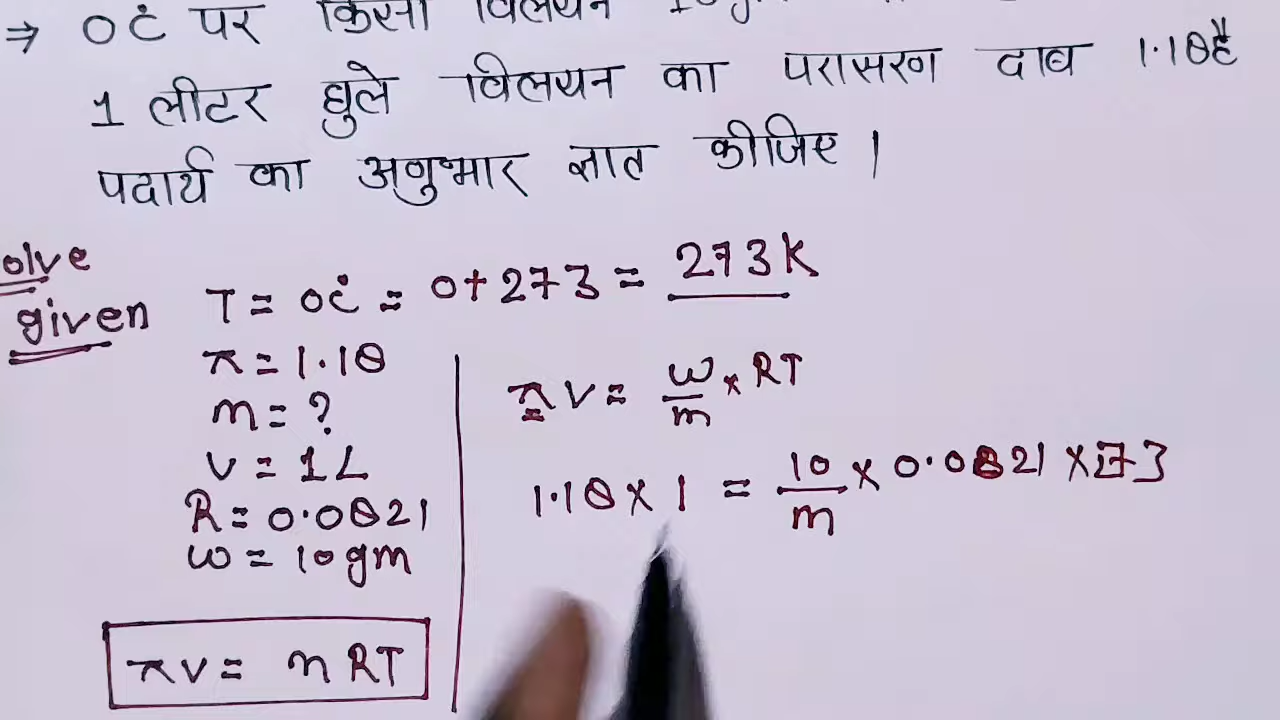 ⇒ 0°C पर किसी विलयन 10gm
1 लीटर घुले विलयन का परासरण दाब 1.18 है
पदार्थ का अणुभार ज्ञात कीजिए।
olve
given
T = 0°C = 0+273 = 273K
π = 1.18
m = ?
V = 1L
R = 0.0821
w = 10gm
πV = nRT
πV = w/m × RT
1.18 × 1 = 10/m × 0.0821 × 273